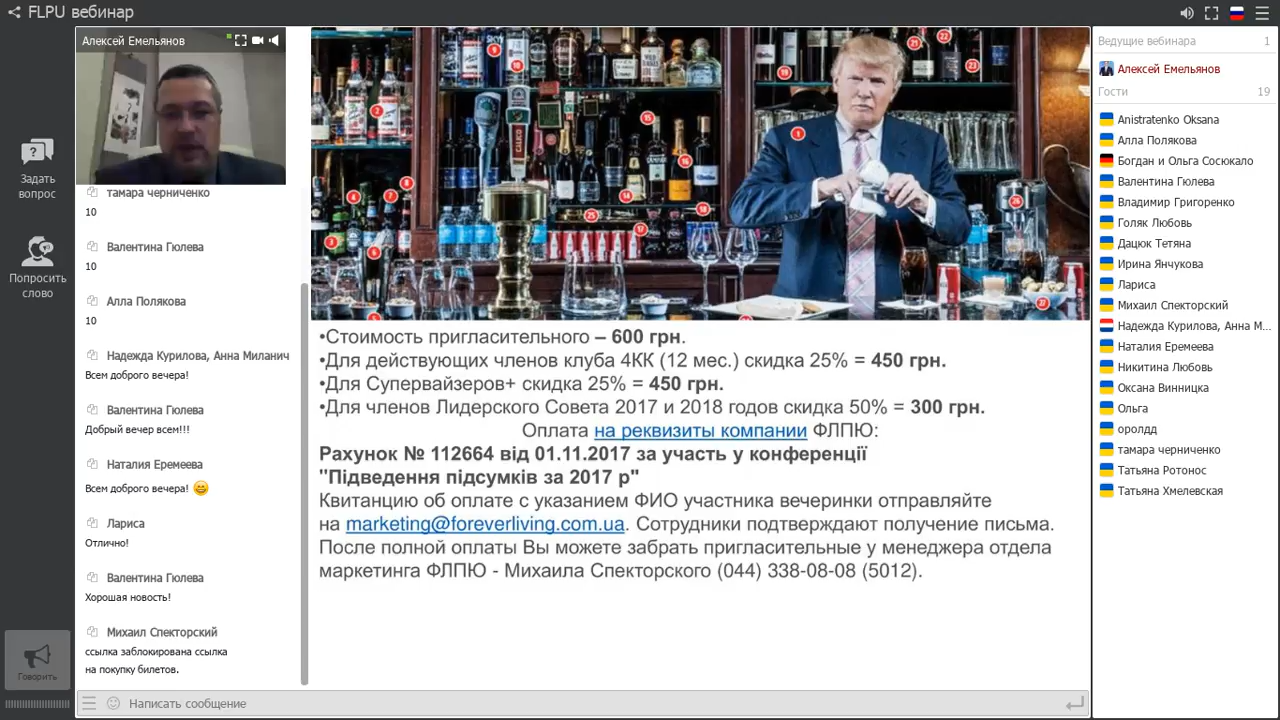 FLPU вебинар
Задать
вопрос
Попросить
слово
Говорить
Алексей Емельянов
тамара черниченко
10
Валентина Гюлева
10
Алла Полякова
10
Надежда Курилова, Анна Миланич
Всем доброго вечера!
Валентина Гюлева
Добрый вечер всем!!!
Наталия Еремеева
Всем доброго вечера!
Лариса
Отлично!
Валентина Гюлева
Хорошая новость!
Михаил Спекторский
ссылка заблокирована ссылка
на покупку билетов.
Написать сообщение
•Стоимость пригласительного – 600 грн.
•Для действующих членов клуба 4КК (12 мес.) скидка 25% = 450 грн.
•Для Супервайзеров+ скидка 25% = 450 грн.
•Для членов Лидерского Совета 2017 и 2018 годов скидка 50% = 300 грн.
Оплата на реквизиты компании ФЛПЮ:
Рахунок № 112664 від 01.11.2017 за участь у конференції
"Підведення підсумків за 2017 р"
Квитанцию об оплате с указанием ФИО участника вечеринки отправляйте
на marketing@foreverliving.com.ua. Сотрудники подтверждают получение письма.
После полной оплаты Вы можете забрать пригласительные у менеджера отдела
маркетинга ФЛПЮ - Михаила Спекторского (044) 338-08-08 (5012).
Ведущие вебинара 1
Алексей Емельянов
Гости 19
Anistratenko Oksana
Алла Полякова
Богдан и Ольга Сосюкало
Валентина Гюлева
Владимир Григоренко
Голяк Любовь
Дацюк Тетяна
Ирина Янчукова
Лариса
Михаил Спекторский
Надежда Курилова, Анна М...
Наталия Еремеева
Никитина Любовь
Оксана Винницка
Ольга
оролдд
тамара черниченко
Татьяна Ротонос
Татьяна Хмелевская